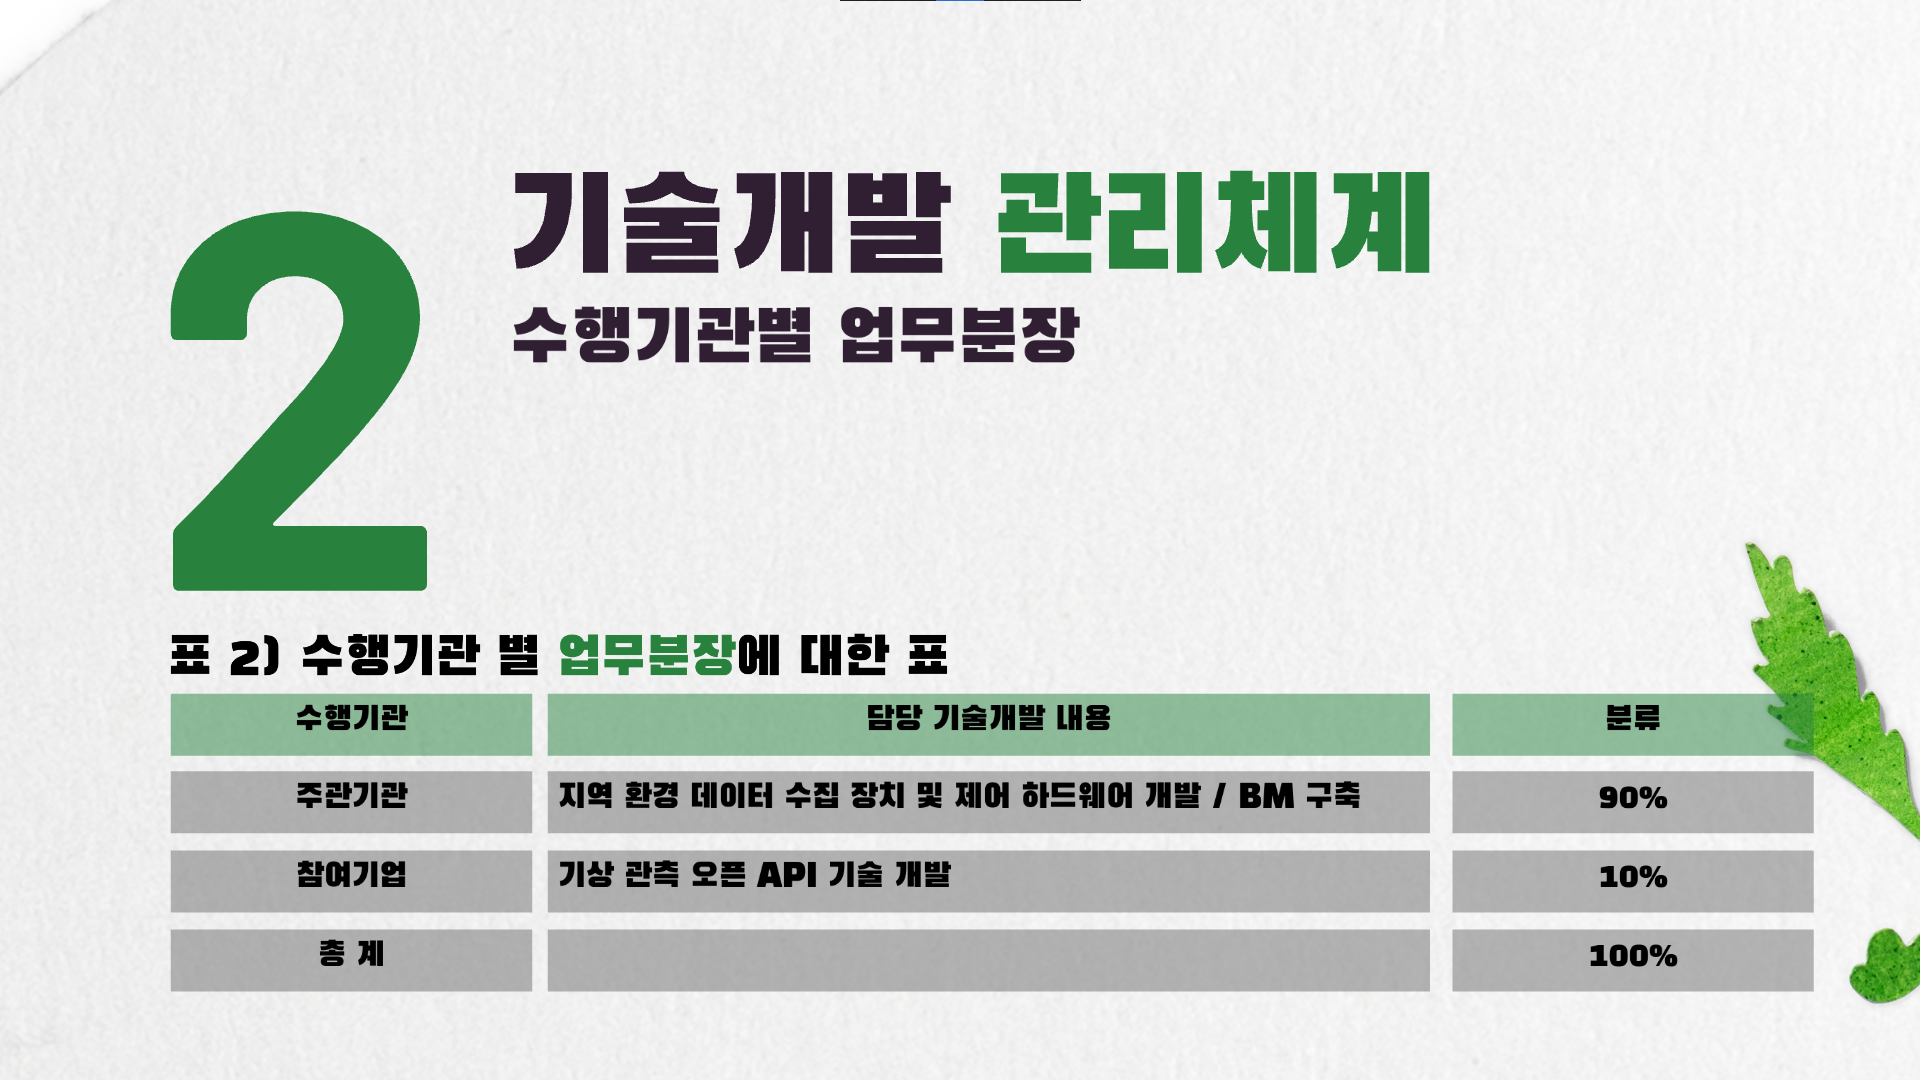 2
기술개발 관리체계
수행기관별 업무분장
표 2) 수행기관 별 업무분장에 대한 표
수행기관 담당 기술개발 내용 분류
주관기관 지역 환경 데이터 수집 장치 및 제어 하드웨어 개발 / BM 구축 90%
참여기업 기상 관측 오픈 API 기술 개발 10%
총 계 100%